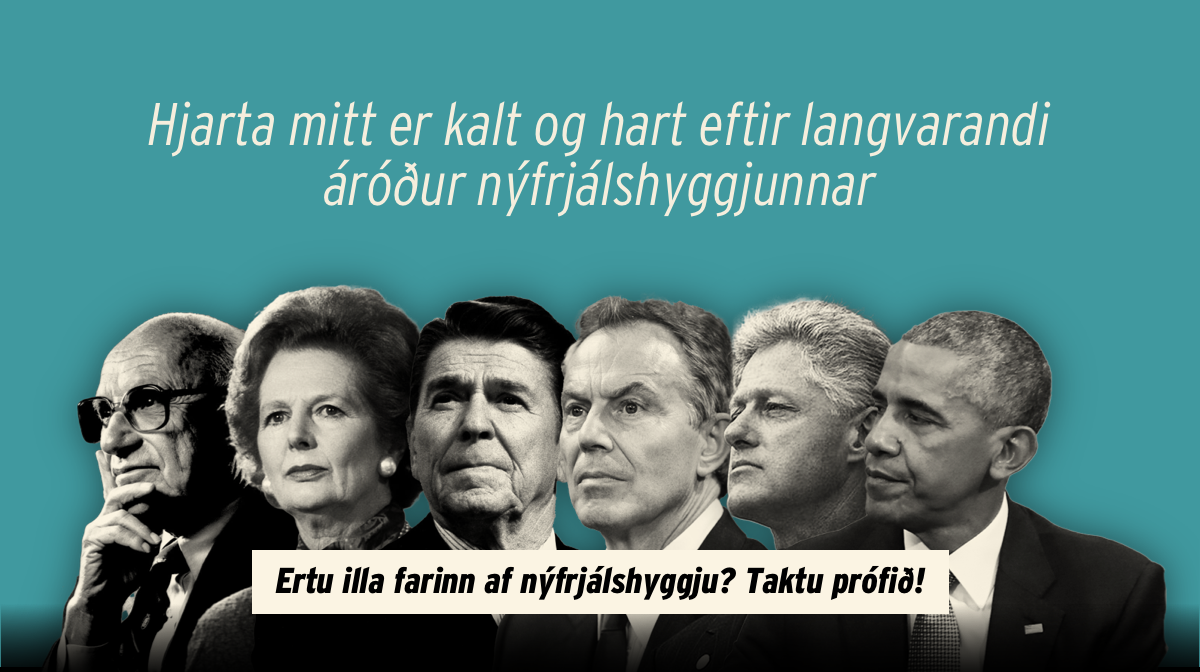 Hjarta mitt er kalt og hart eftir langvarandi
áróður nýfrjálshyggjunnar
Ertu illa farinn af nýfrjálshyggju? Taktu prófið!